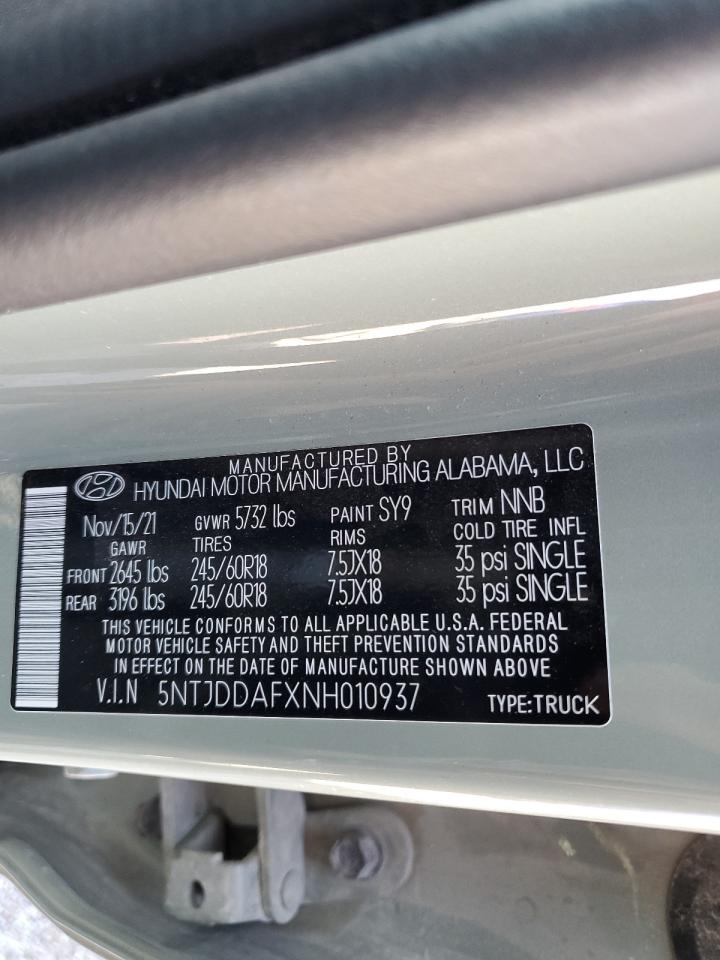 MANUFACTURED BY
HYUNDAI MOTOR MANUFACTURING ALABAMA, LLC
Nov/15/21 GVWR 5732 lbs PAINT SY9 TRIM NNB
GAWR TIRES RIMS COLD TIRE INFL
FRONT 2645 lbs 245/60R18 7.5JX18 35 psi SINGLE
REAR 3196 lbs 245/60R18 7.5JX18 35 psi SINGLE
THIS VEHICLE CONFORMS TO ALL APPLICABLE U.S.A. FEDERAL
MOTOR VEHICLE SAFETY AND THEFT PREVENTION STANDARDS
IN EFFECT ON THE DATE OF MANUFACTURE SHOWN ABOVE
V.I.N 5NTJDDAFXNH010937 TYPE:TRUCK